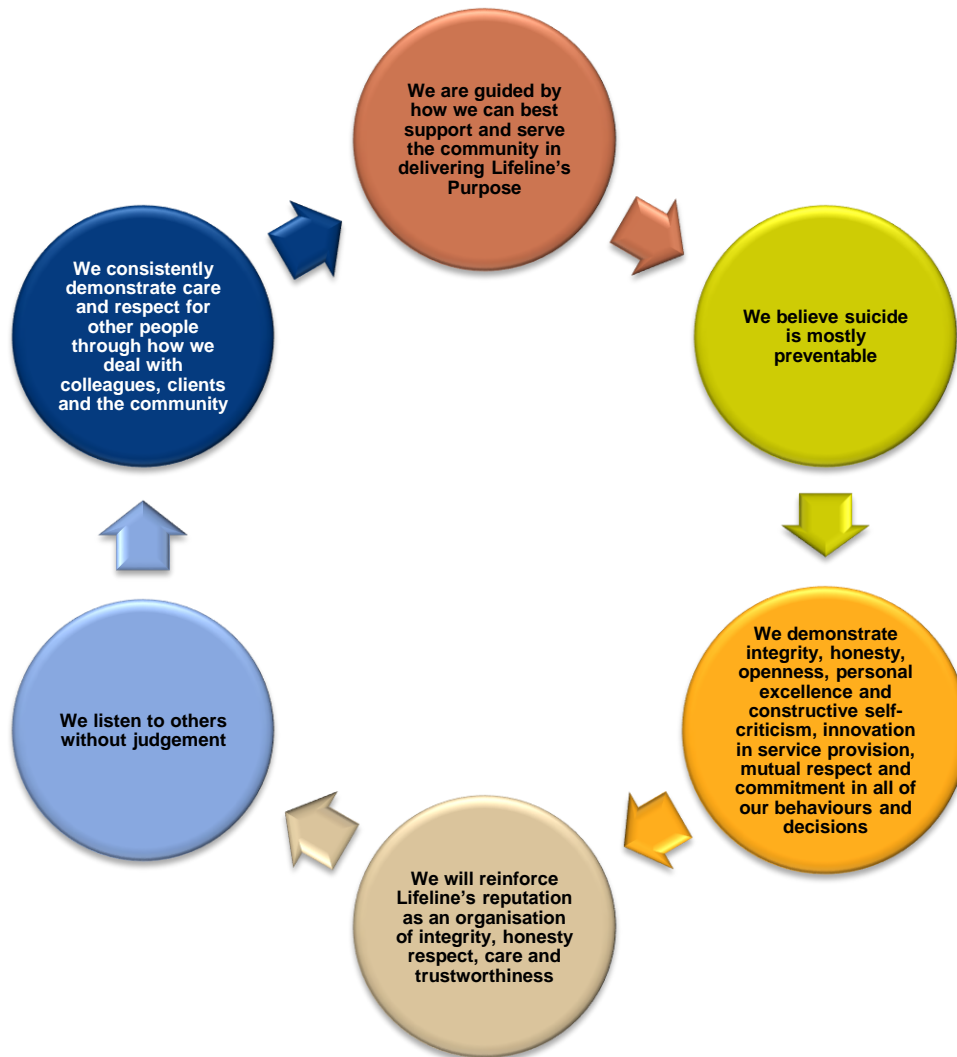 We are guided by
how we can best
support and serve
the community in
delivering Lifeline’s
Purpose
We believe suicide
is mostly
preventable
We demonstrate
integrity, honesty,
openness, personal
excellence and
constructive self-
criticism, innovation
in service provision,
mutual respect and
commitment in all of
our behaviours and
decisions
We will reinforce
Lifeline’s reputation
as an organisation
of integrity, honesty
respect, care and
trustworthiness
We listen to others
without judgement
We consistently
demonstrate care
and respect for
other people
through how we
deal with
colleagues, clients
and the community